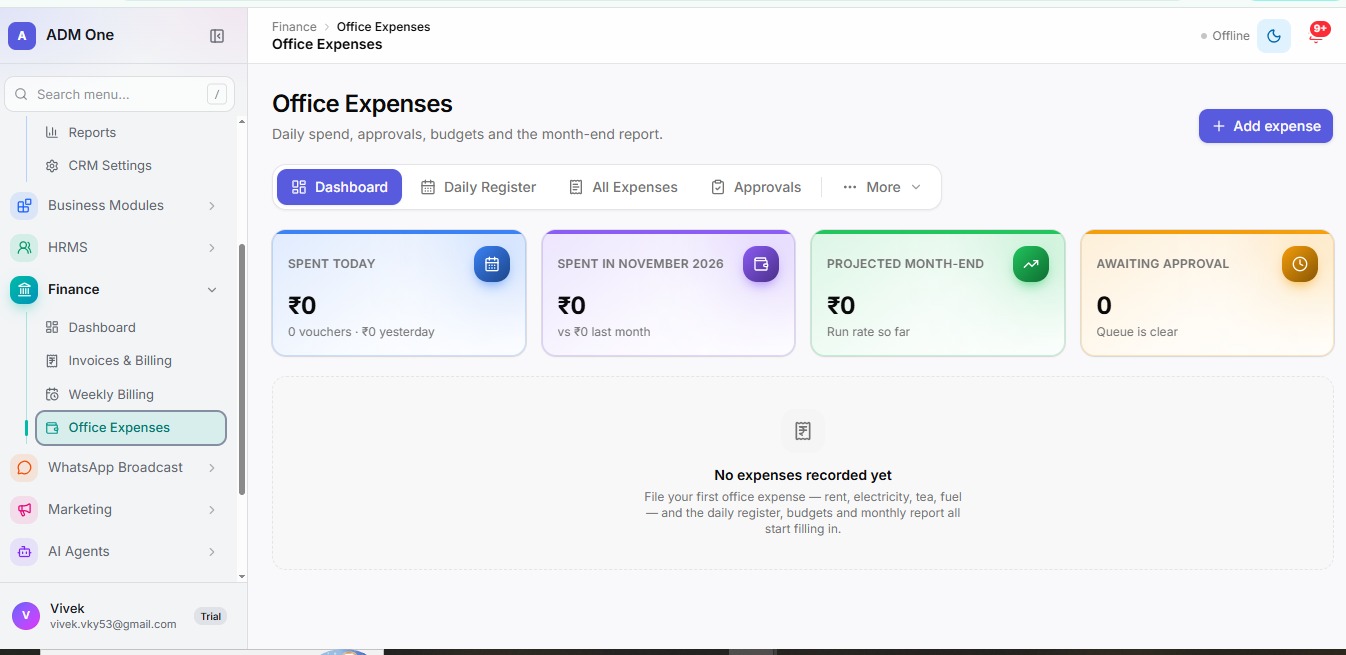 A
ADM One
Search menu...
/
Reports
CRM Settings
Business Modules
HRMS
Finance
Dashboard
Invoices & Billing
Weekly Billing
Office Expenses
WhatsApp Broadcast
Marketing
AI Agents
V
Vivek
vivek.vky53@gmail.com
Trial
Finance > Office Expenses
Office Expenses
Offline
9+
Office Expenses
Daily spend, approvals, budgets and the month-end report.
+ Add expense
Dashboard
Daily Register
All Expenses
Approvals
More
SPENT TODAY
₹0
0 vouchers · ₹0 yesterday
SPENT IN NOVEMBER 2026
₹0
vs ₹0 last month
PROJECTED MONTH-END
₹0
Run rate so far
AWAITING APPROVAL
0
Queue is clear
No expenses recorded yet
File your first office expense — rent, electricity, tea, fuel
— and the daily register, budgets and monthly report all
start filling in.